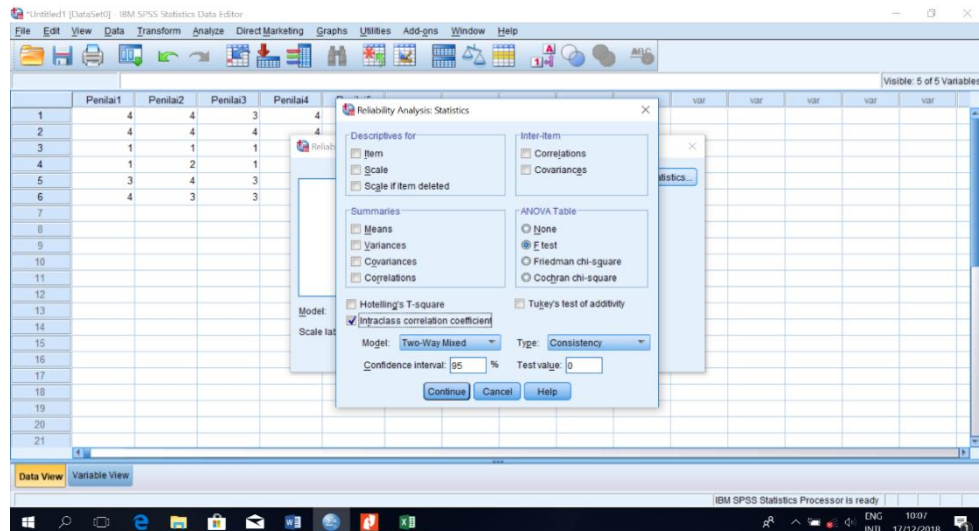 *Untitled1 [DataSet0] - IBM SPSS Statistics Data Editor
File Edit View Data Transform Analyze Direct Marketing Graphs Utilities Add-ons Window Help
Visible: 5 of 5 Variables
Penilai1 Penilai2 Penilai3 Penilai4 var var var var var
1 4 4 3 4
2 4 4 4 4
3 1 1 1
4 1 2 1
5 3 4 3
6 4 3 3
7
8
9
10
11
12
13
14
15
16
17
18
19
20
21
Reliab
atistics...
Model:
Scale lab
Reliability Analysis: Statistics
Descriptives for
Item
Scale
Scale if item deleted
Inter-Item
Correlations
Covariances
Summaries
Means
Variances
Covariances
Correlations
ANOVA Table
None
F test
Friedman chi-square
Cochran chi-square
Hotelling's T-square
Tukey's test of additivity
Intraclass correlation coefficient
Model: Two-Way Mixed Type: Consistency
Confidence interval: 95 % Test value: 0
Continue Cancel Help
Data View Variable View
IBM SPSS Statistics Processor is ready
ENG
INTL
10:07
17/12/2018